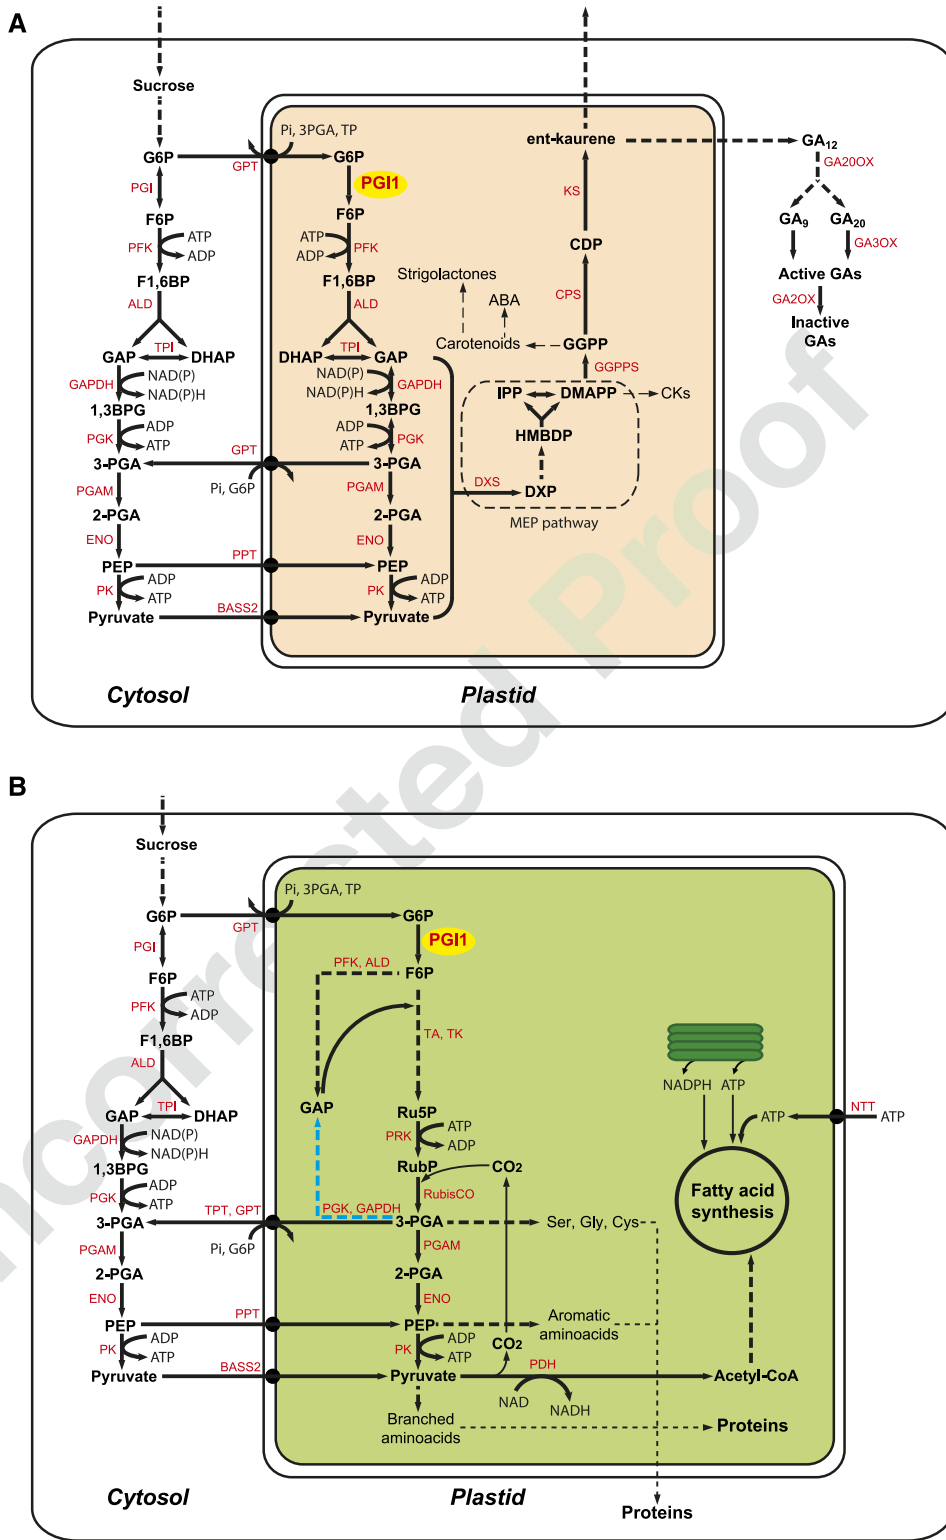 A
Sucrose
Pi, 3PGA, TP
G6P
GPT
G6P
PGI
PGI1
F6P
F6P
PFK
ATP
ADP
ATP
ADP
PFK
F1,6BP
F1,6BP
ALD
ALD
GAP
TPI
DHAP
DHAP
TPI
GAP
GAPDH
NAD(P)
NAD(P)H
NAD(P)
NAD(P)H
GAPDH
1,3BPG
1,3BPG
PGK
ADP
ATP
ADP
ATP
PGK
3-PGA
GPT
3-PGA
Pi, G6P
PGAM
PGAM
2-PGA
2-PGA
ENO
ENO
PEP
PPT
PEP
PK
ADP
ATP
PK
ADP
ATP
Pyruvate
BASS2
Pyruvate
ent-kaurene
KS
CDP
CPS
Strigolactones
ABA
Carotenoids
GGPP
GGPPS
IPP
DMAPP
CKs
HMBDP
DXS
DXP
MEP pathway
GA12
GA20OX
GA9
GA20
GA3OX
Active GAs
GA2OX
Inactive
GAs
Cytosol
Plastid
B
Sucrose
Pi, 3PGA, TP
G6P
GPT
G6P
PGI
PGI1
F6P
PFK, ALD
F6P
PFK
ATP
ADP
TA, TK
F1,6BP
ALD
GAP
TPI
DHAP
GAP
Ru5P
GAPDH
NAD(P)
NAD(P)H
PRK
ATP
ADP
1,3BPG
RubP
CO2
PGK
ADP
ATP
RubisCO
3-PGA
TPT, GPT
PGK, GAPDH
3-PGA
Ser, Gly, Cys
Pi, G6P
PGAM
PGAM
2-PGA
2-PGA
ENO
ENO
PEP
PPT
PEP
Aromatic
aminoacids
PK
ADP
ATP
PK
ADP
ATP
CO2
Pyruvate
BASS2
Pyruvate
PDH
Acetyl-CoA
NAD
NADH
Branched
aminoacids
Proteins
NADPH
ATP
ATP
NTT
ATP
Fatty acid
synthesis
Cytosol
Plastid
Proteins
ncorrected Proof